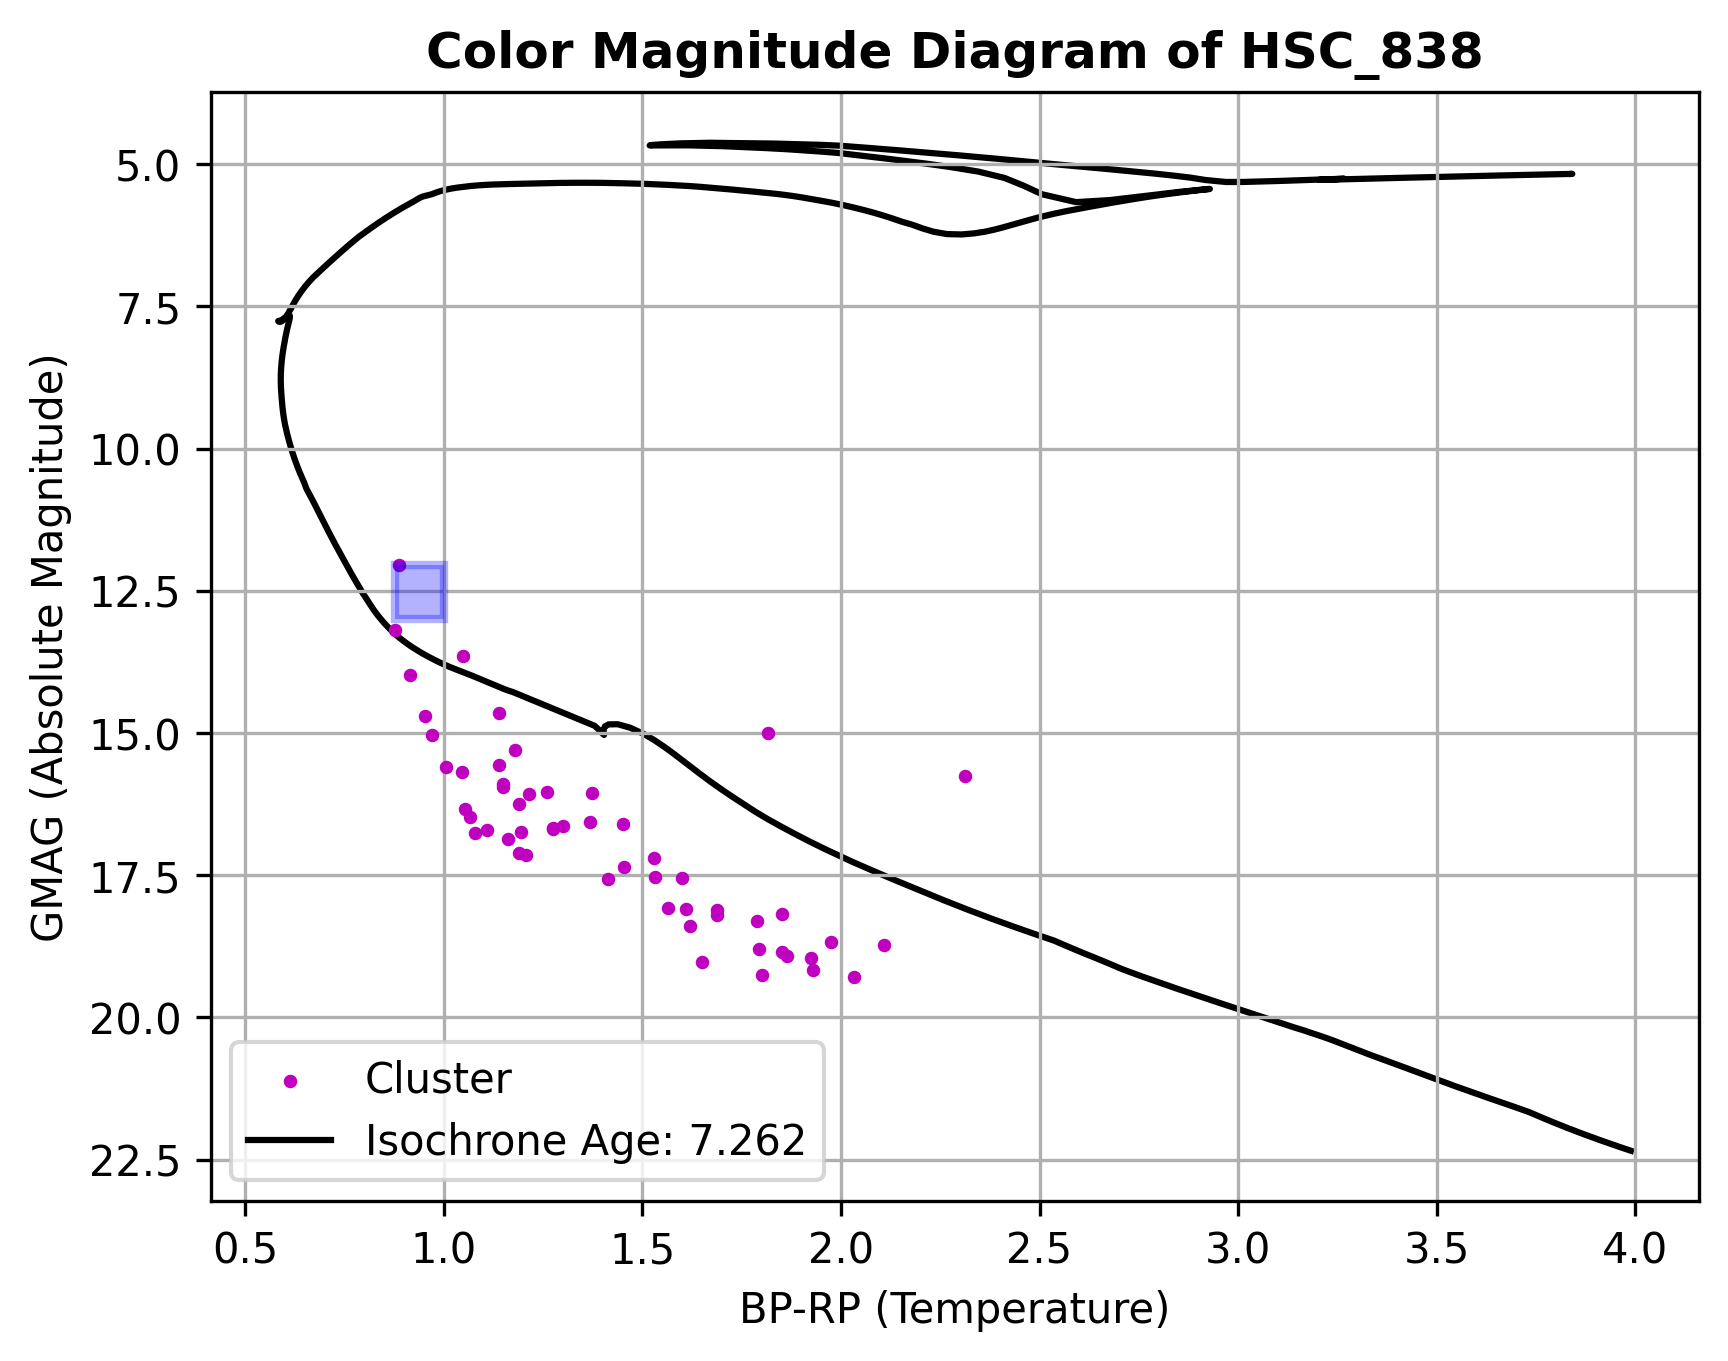 Color Magnitude Diagram of HSC_838
GMAG (Absolute Magnitude)
5.0
7.5
10.0
12.5
15.0
17.5
20.0
22.5
Cluster
Isochrone Age: 7.262
0.5 1.0 1.5 2.0 2.5 3.0 3.5 4.0
BP-RP (Temperature)